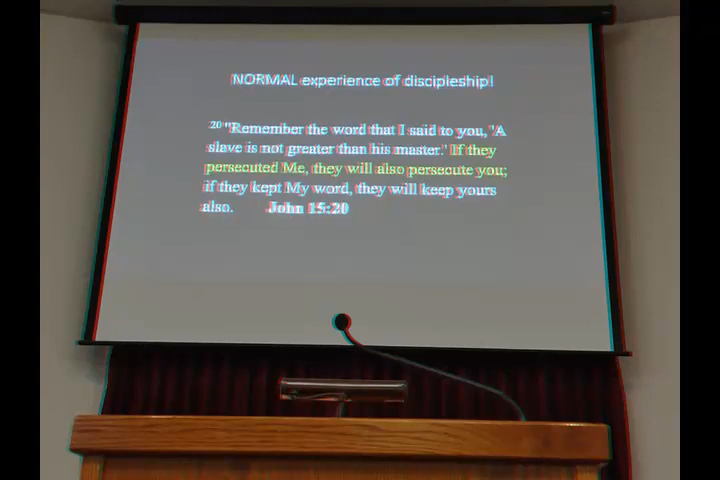 NORMAL experience of discipleship!
20 "Remember the word that I said to you,"A
slave is not greater than his master." If they
persecuted Me, they will also persecute you;
if they kept My word, they will keep yours
also. John 15:20